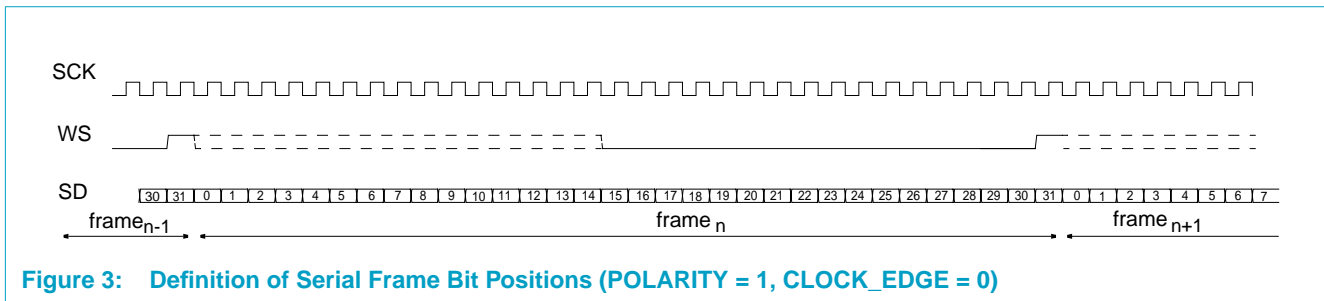 SCK
WS
SD 30 31 0 1 2 3 4 5 6 7 8 9 10 11 12 13 14 15 16 17 18 19 20 21 22 23 24 25 26 27 28 29 30 31 0 1 2 3 4 5 6 7
frame n-1 frame n frame n+1
Figure 3: Definition of Serial Frame Bit Positions (POLARITY = 1, CLOCK_EDGE = 0)